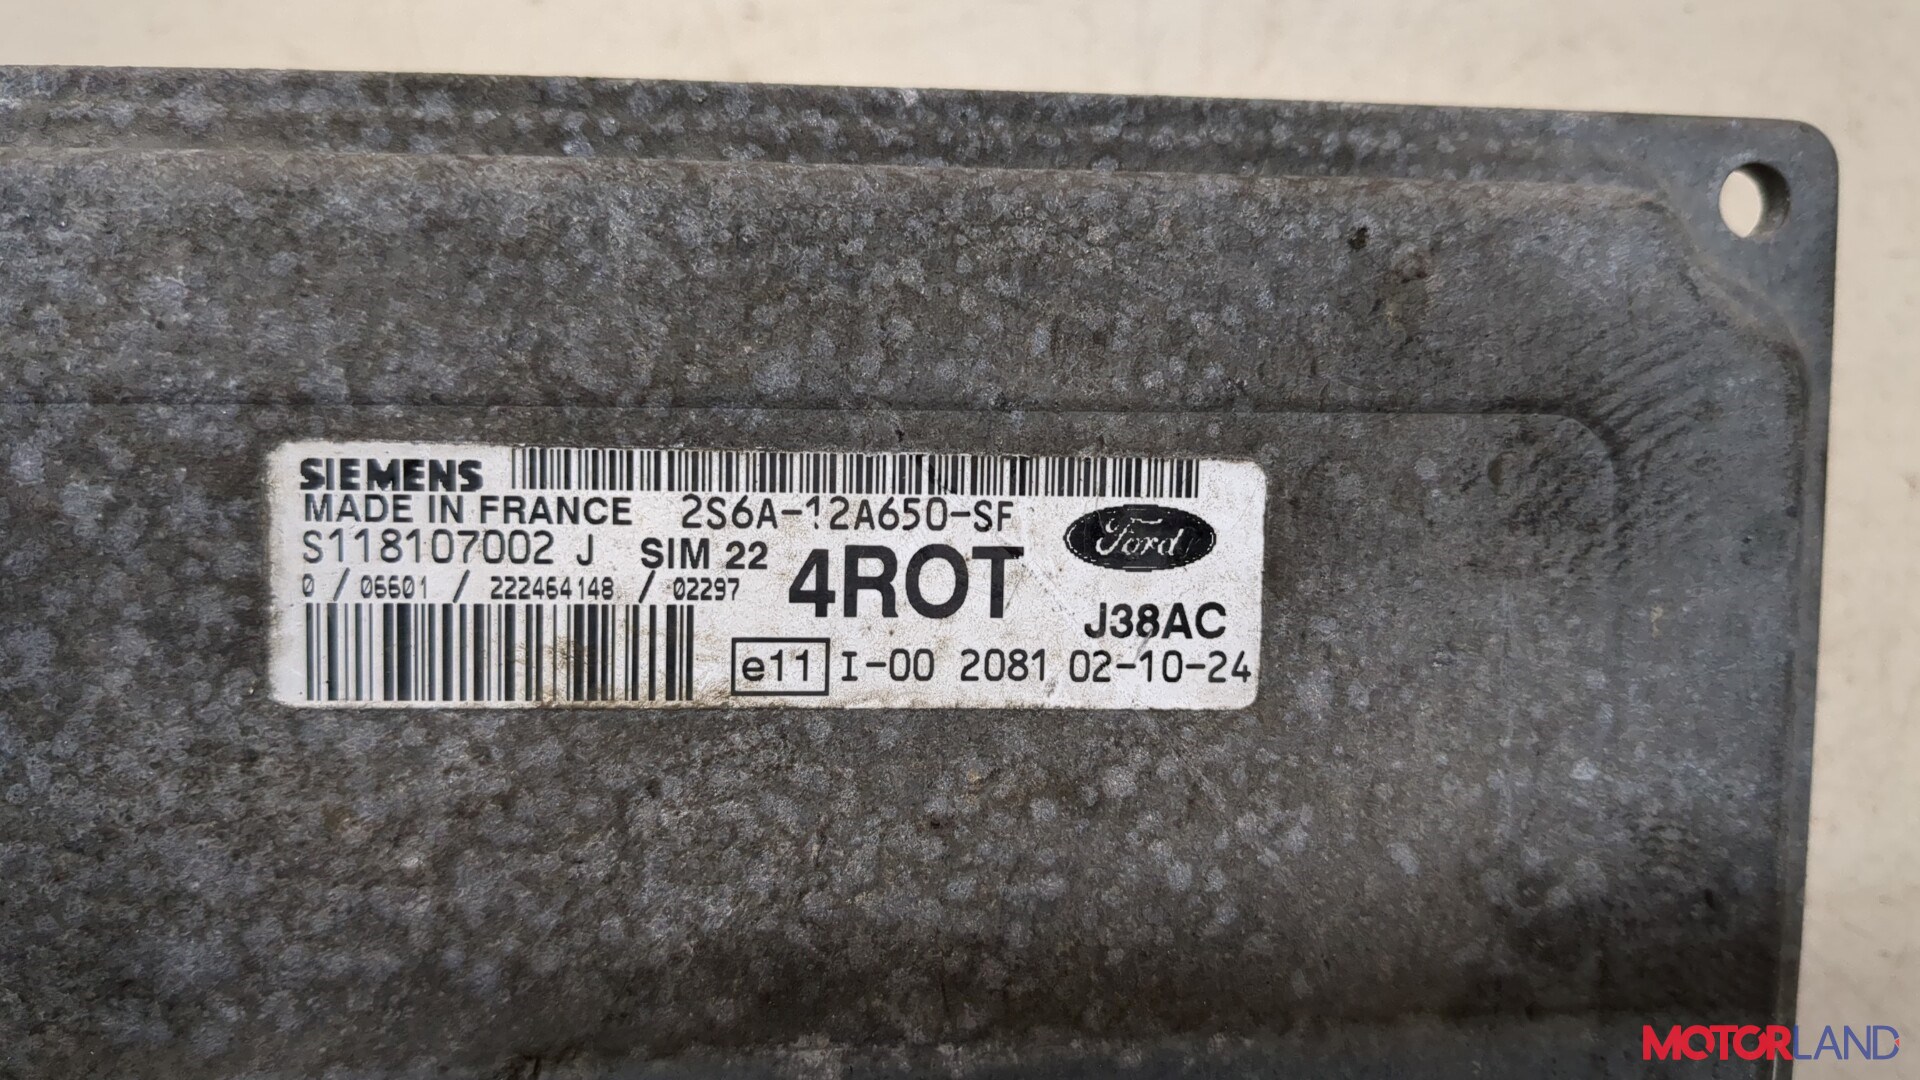 SIEMENS
MADE IN FRANCE 2S6A-12A650-SF
Ford
S118107002 J SIM 22 4ROT
0 / 06601 / 222464148 / 02297
J38AC
e11 I-00 2081 02-10-24
MOTORLAND